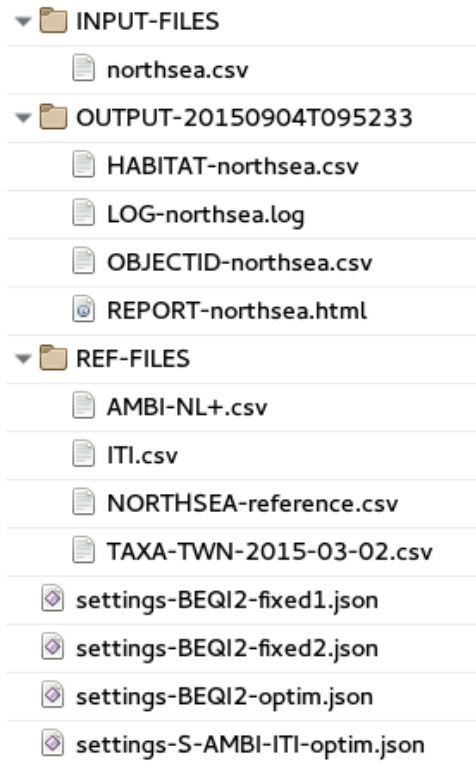 INPUT-FILES
northsea.csv
OUTPUT-20150904T095233
HABITAT-northsea.csv
LOG-northsea.log
OBJECTID-northsea.csv
REPORT-northsea.html
REF-FILES
AMBI-NL+.csv
ITI.csv
NORTHSEA-reference.csv
TAXA-TWN-2015-03-02.csv
settings-BEQI2-fixed1.json
settings-BEQI2-fixed2.json
settings-BEQI2-optim.json
settings-S-AMBI-ITI-optim.json